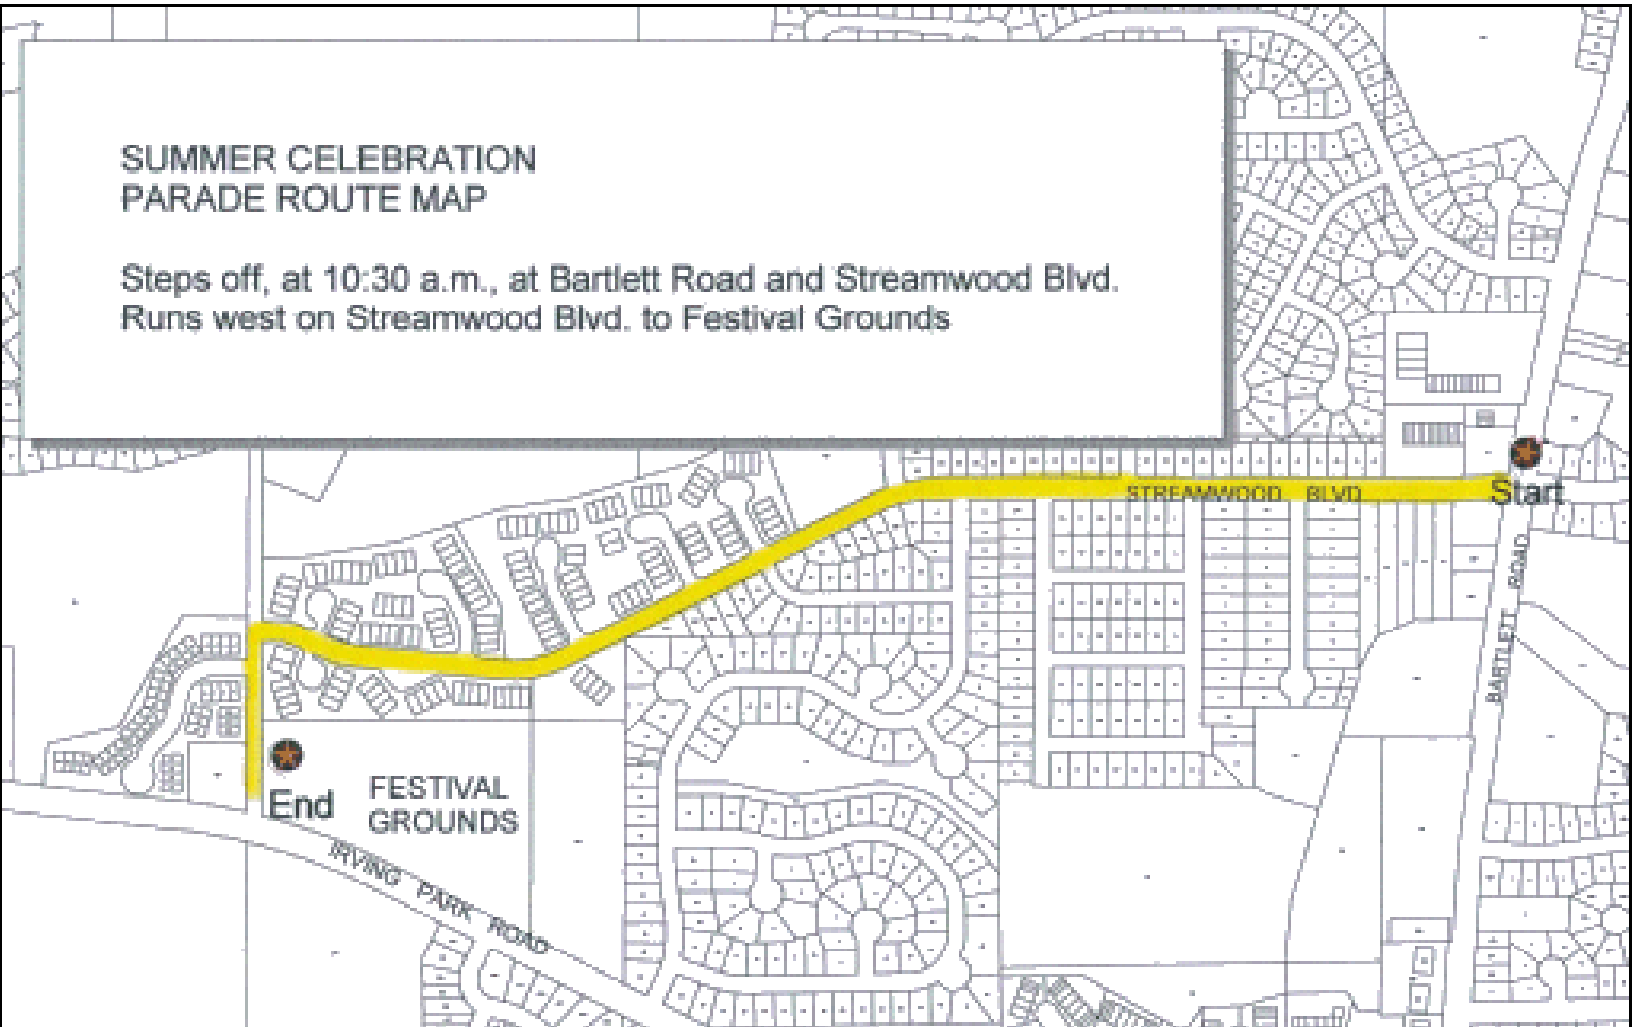 SUMMER CELEBRATION
PARADE ROUTE MAP
Steps off, at 10:30 a.m., at Bartlett Road and Streamwood Blvd.
Runs west on Streamwood Blvd. to Festival Grounds
STREAMWOOD BLVD
Start
BARTLETT ROAD
End
FESTIVAL
GROUNDS
IRVING PARK ROAD